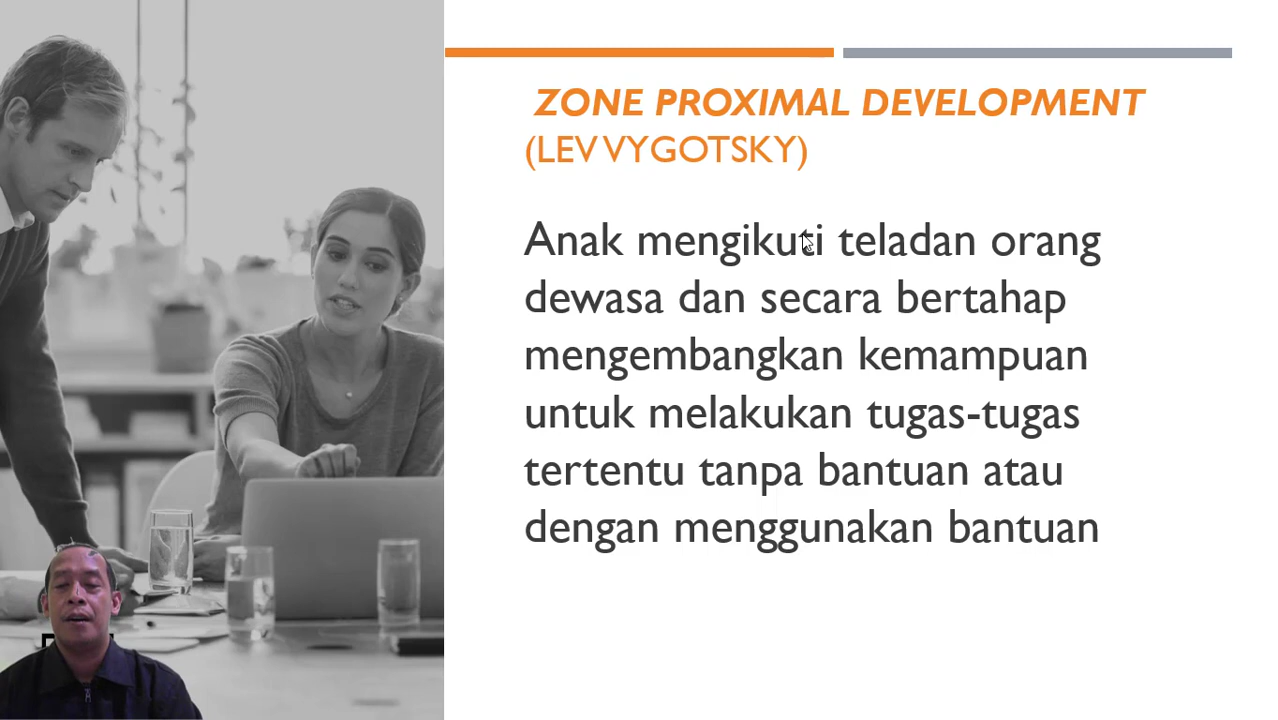 ZONE PROXIMAL DEVELOPMENT
(LEV VYGOTSKY)
Anak mengikuti teladan orang
dewasa dan secara bertahap
mengembangkan kemampuan
untuk melakukan tugas-tugas
tertentu tanpa bantuan atau
dengan menggunakan bantuan